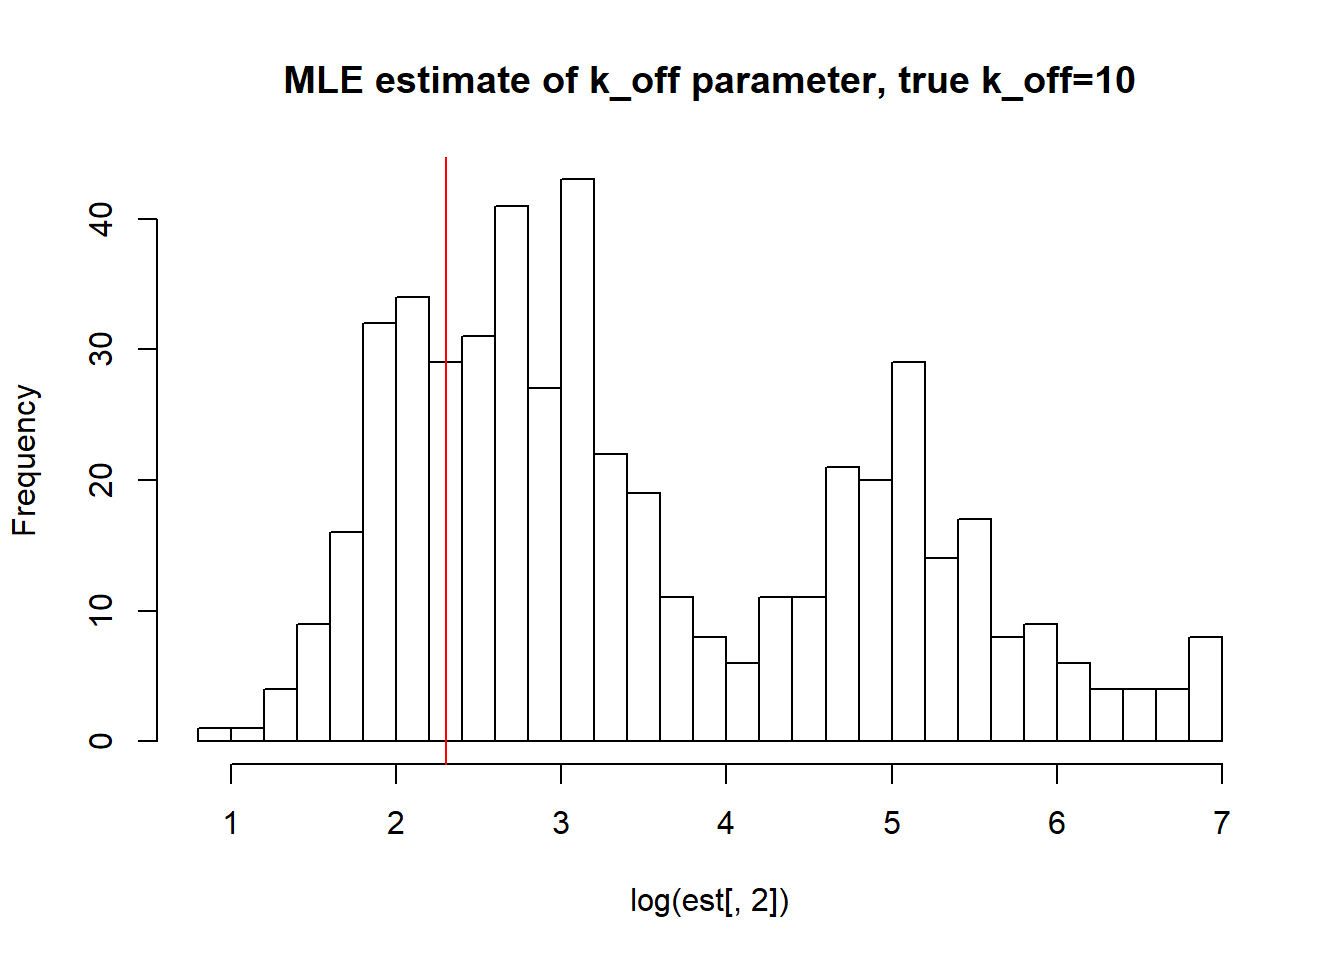 MLE estimate of k_off parameter, true k_off=10
Frequency
40
30
20
10
0
1 2 3 4 5 6 7
log(est[, 2])